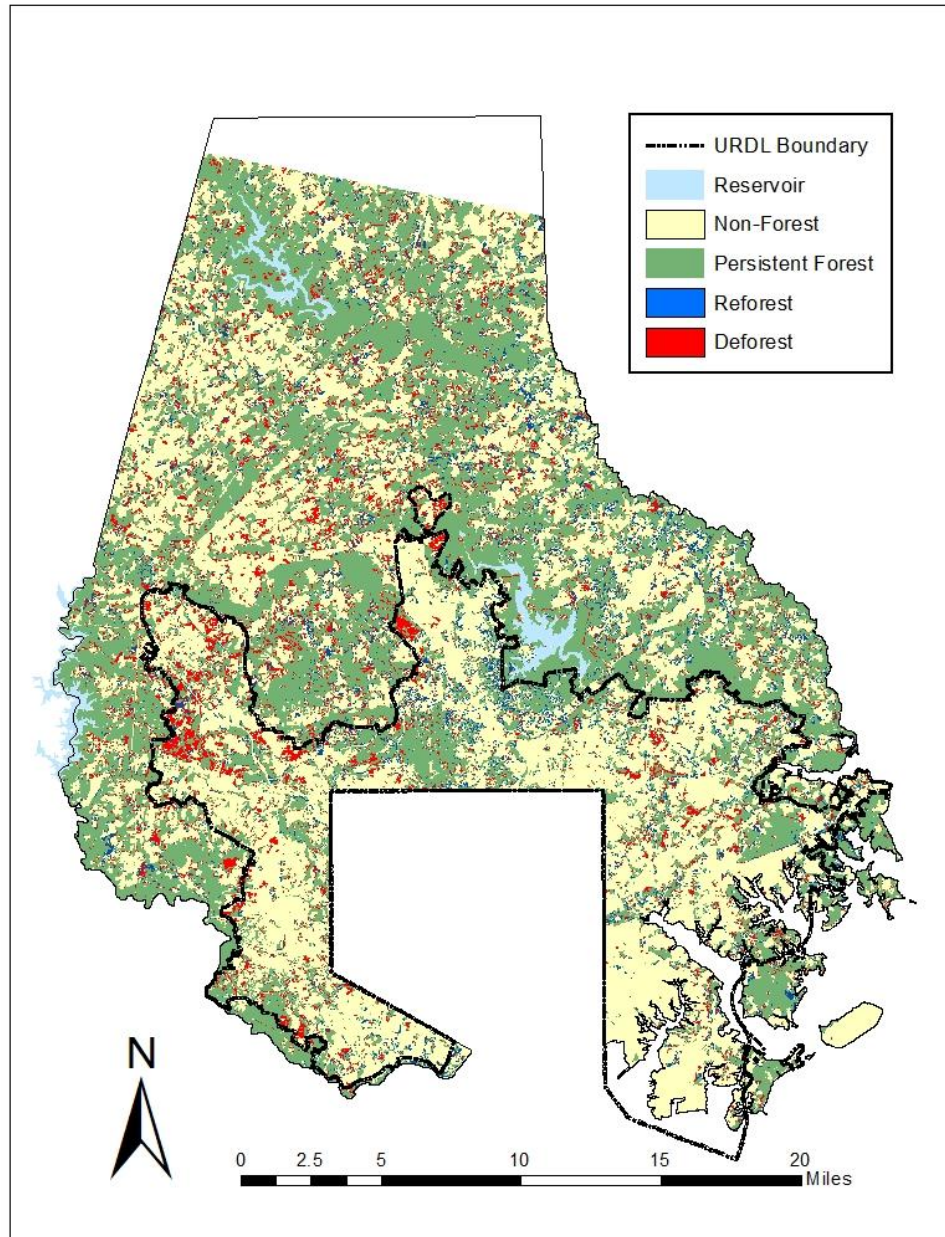 URDL Boundary
Reservoir
Non-Forest
Persistent Forest
Reforest
Deforest
N
0 2.5 5 10 15 20
Miles